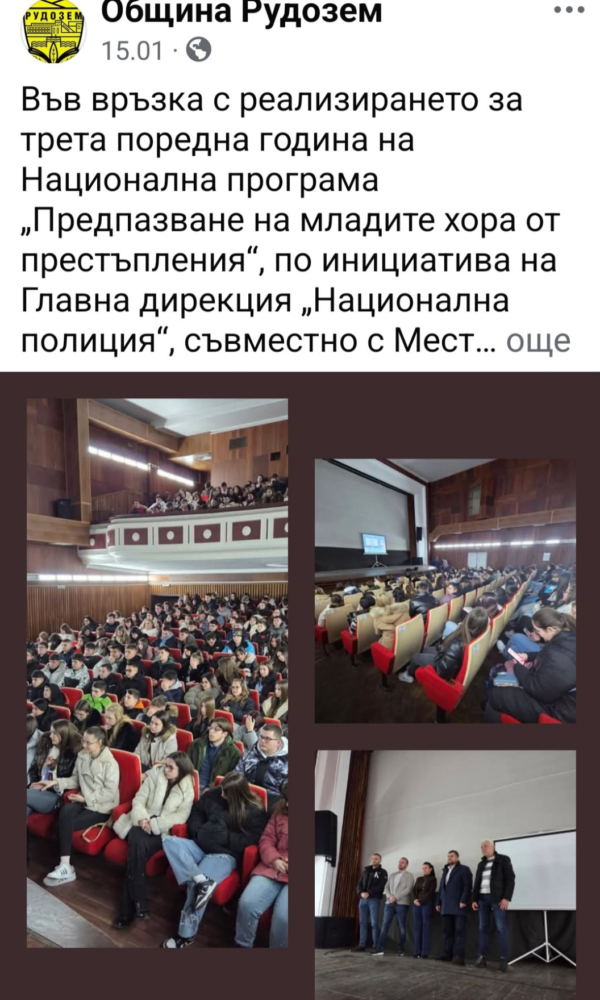 РУДОЗЕМ
Община Рудозем
15.01 ·
Във връзка с реализирането за
трета поредна година на
Национална програма
„Предпазване на младите хора от
престъпления“, по инициатива на
Главна дирекция „Национална
полиция“, съвместно с Мест... още
K